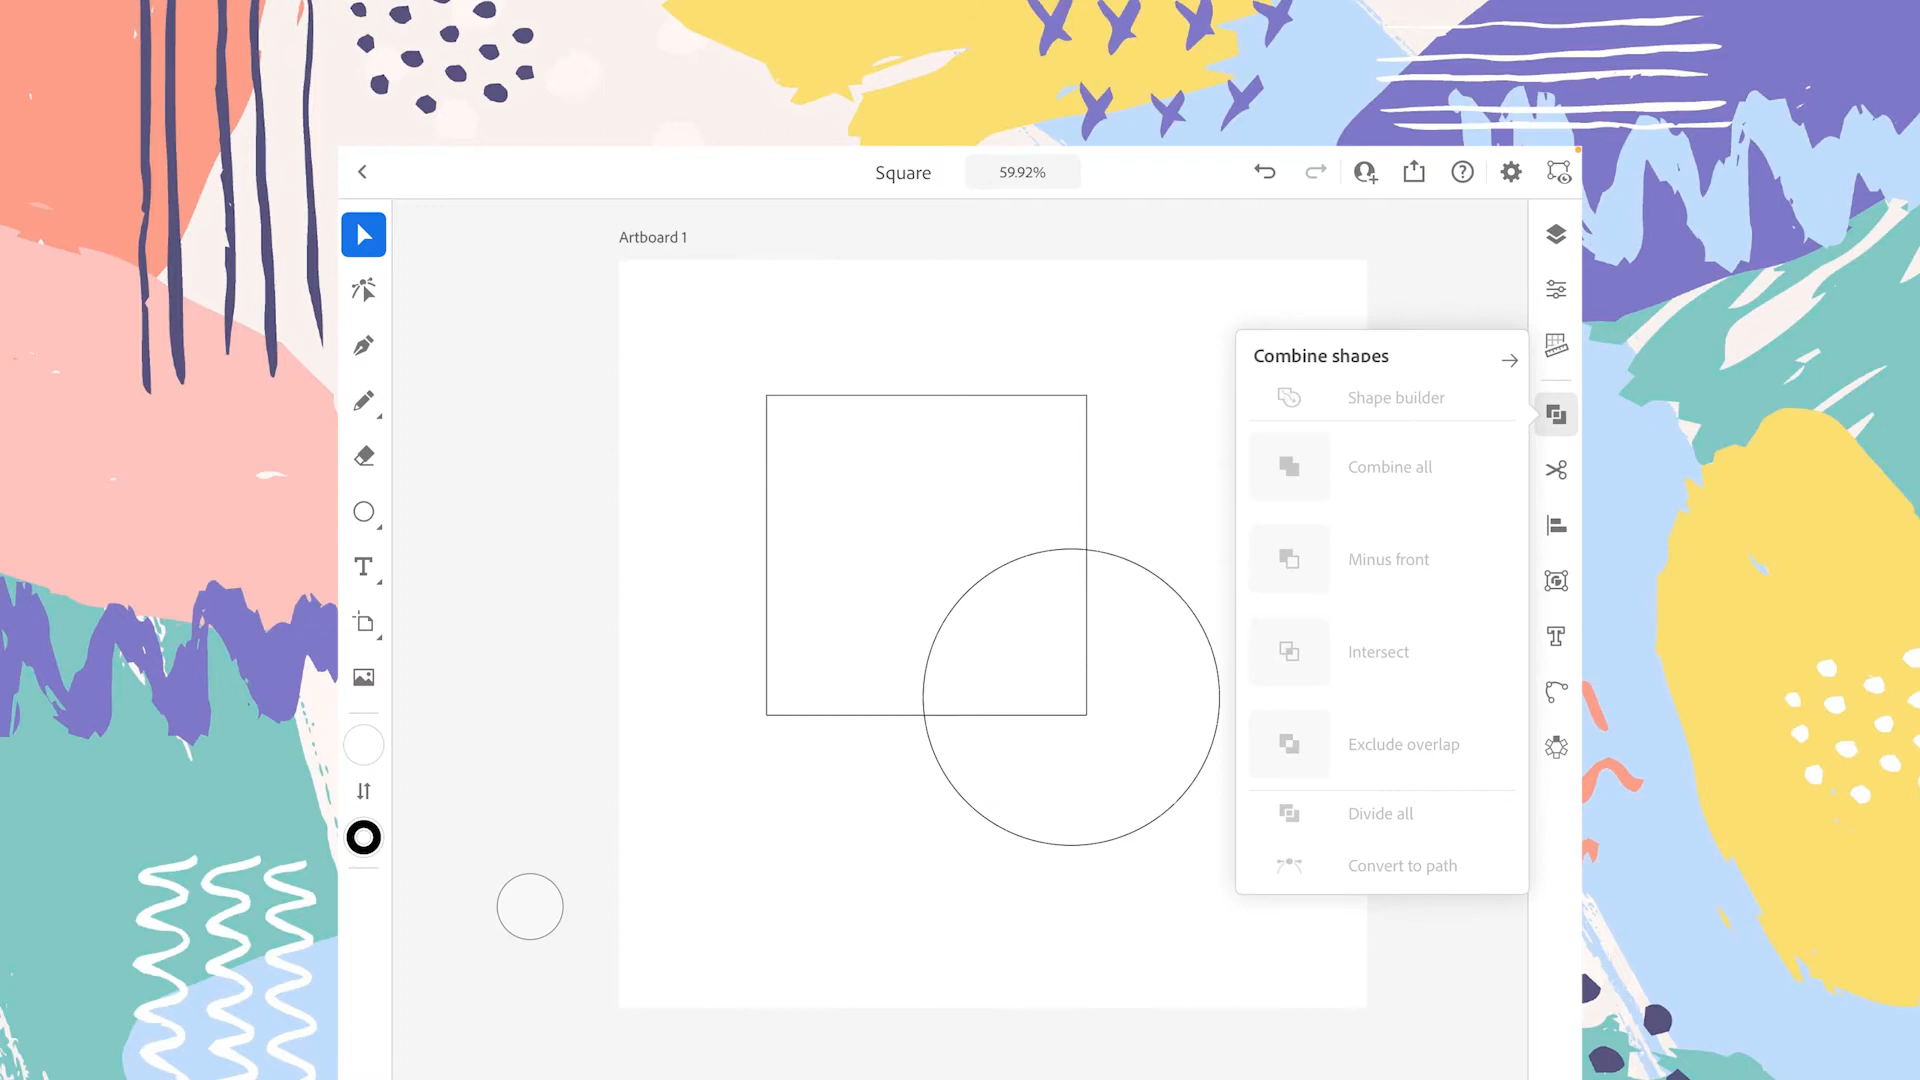 Square
59.92%
Artboard 1
Combine shapes
Shape builder
Combine all
Minus front
Intersect
Exclude overlap
Divide all
Convert to path